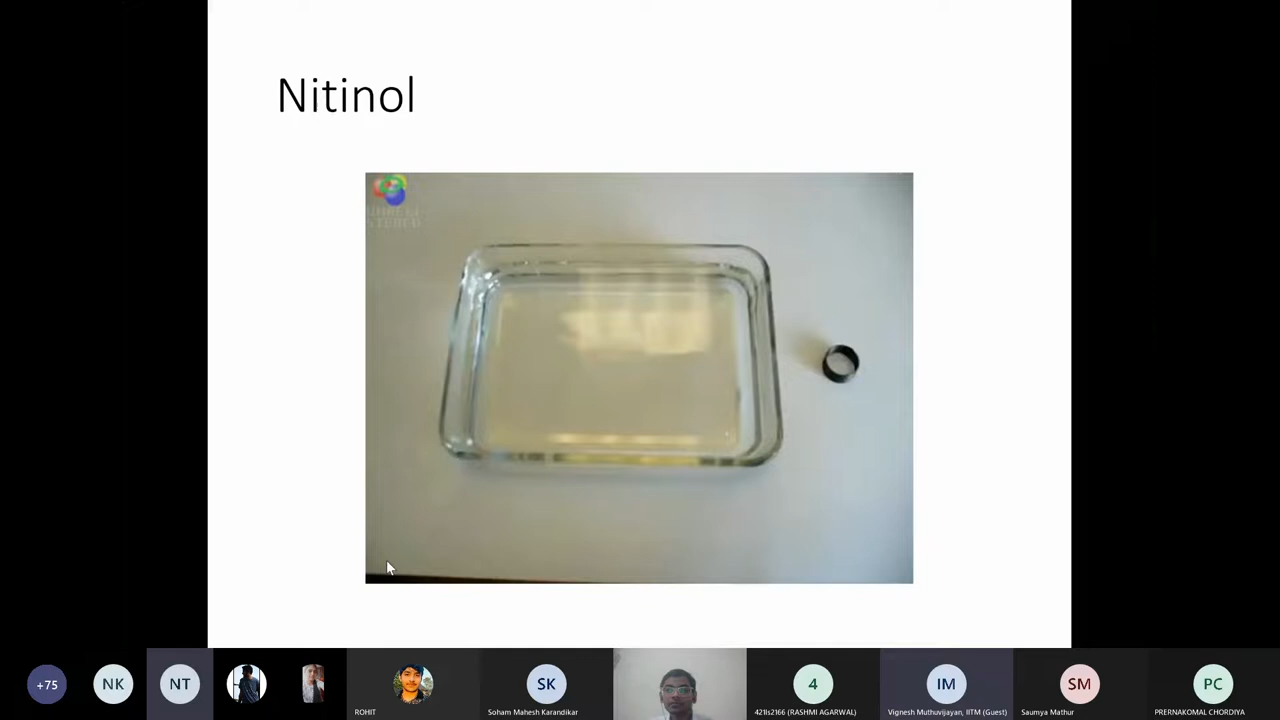 Nitinol
+75
NK
NT
ROHIT
SK
Soham Mahesh Karandikar
4
421ls2166 (RASHMI AGARWAL)
IM
Vignesh Muthuvijayan, IITM (Guest)
SM
Saumya Mathur
PC
PRERNAKOMAL CHORDIYA